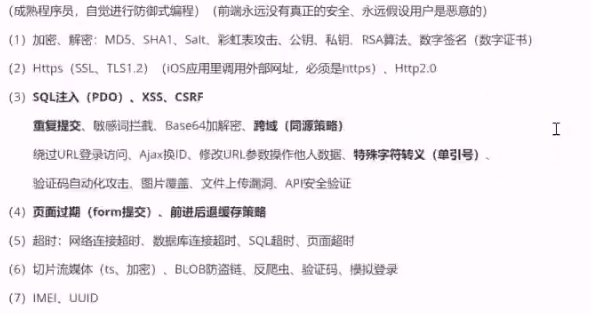 (成熟程序员，自觉进行防御式编程)（前端永远没有真正的安全、永远假设用户是恶意的）
(1) 加密、解密：MD5、SHA1、Salt、彩虹表攻击、公钥、私钥、RSA算法、数字签名（数字证书）
(2) Https（SSL、TLS1.2）(iOS应用里调用外部网址，必须是https)、Http2.0
(3) SQL注入（PDO）、XSS、CSRF
重复提交、敏感词拦截、Base64加解密、跨域（同源策略）
绕过URL登录访问、Ajax换ID、修改URL参数操作他人数据、特殊字符转义（单引号）、
验证码自动化攻击、图片覆盖、文件上传漏洞、API安全验证
(4) 页面过期（form提交）、前进后退缓存策略
(5) 超时：网络连接超时、数据库连接超时、SQL超时、页面超时
(6) 切片流媒体（ts、加密）、BLOB防盗链、反爬虫、验证码、模拟登录
(7) IMEI、UUID